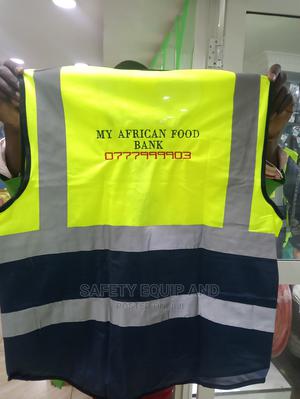 MY AFRICAN FOOD
BANK
0777999903
SAFETY EQUIP AND